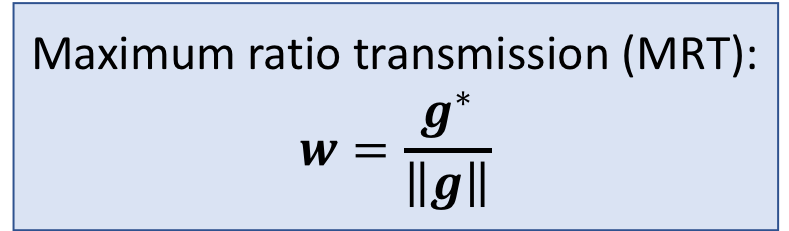 Maximum ratio transmission (MRT):
w = g* / ‖g‖